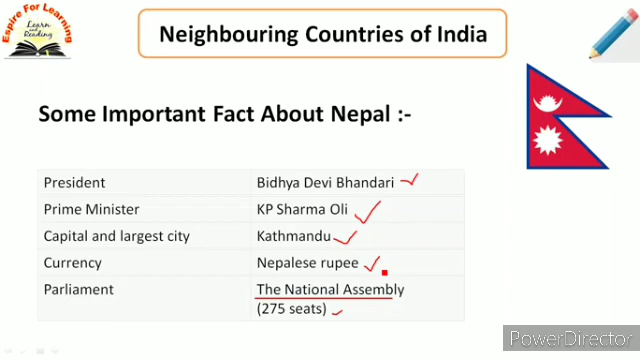 Espire For Learning
Learn
and
Reading
Neighbouring Countries of India
Some Important Fact About Nepal :-
President Bidhya Devi Bhandari
Prime Minister KP Sharma Oli
Capital and largest city Kathmandu
Currency Nepalese rupee
Parliament The National Assembly
(275 seats)
PowerDirector